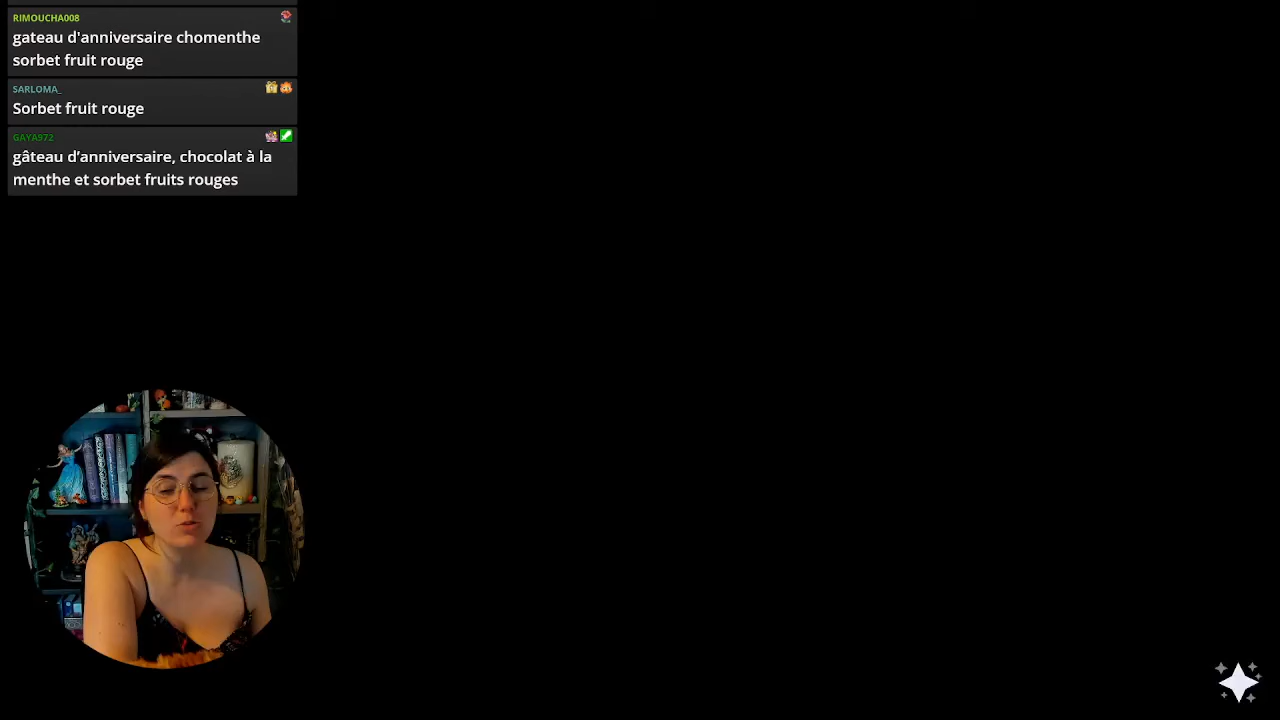 RIMOUCHA008
gateau d'anniversaire chomenthe
sorbet fruit rouge
SARLOMA_
Sorbet fruit rouge
GAYA972
gâteau d’anniversaire, chocolat à la
menthe et sorbet fruits rouges